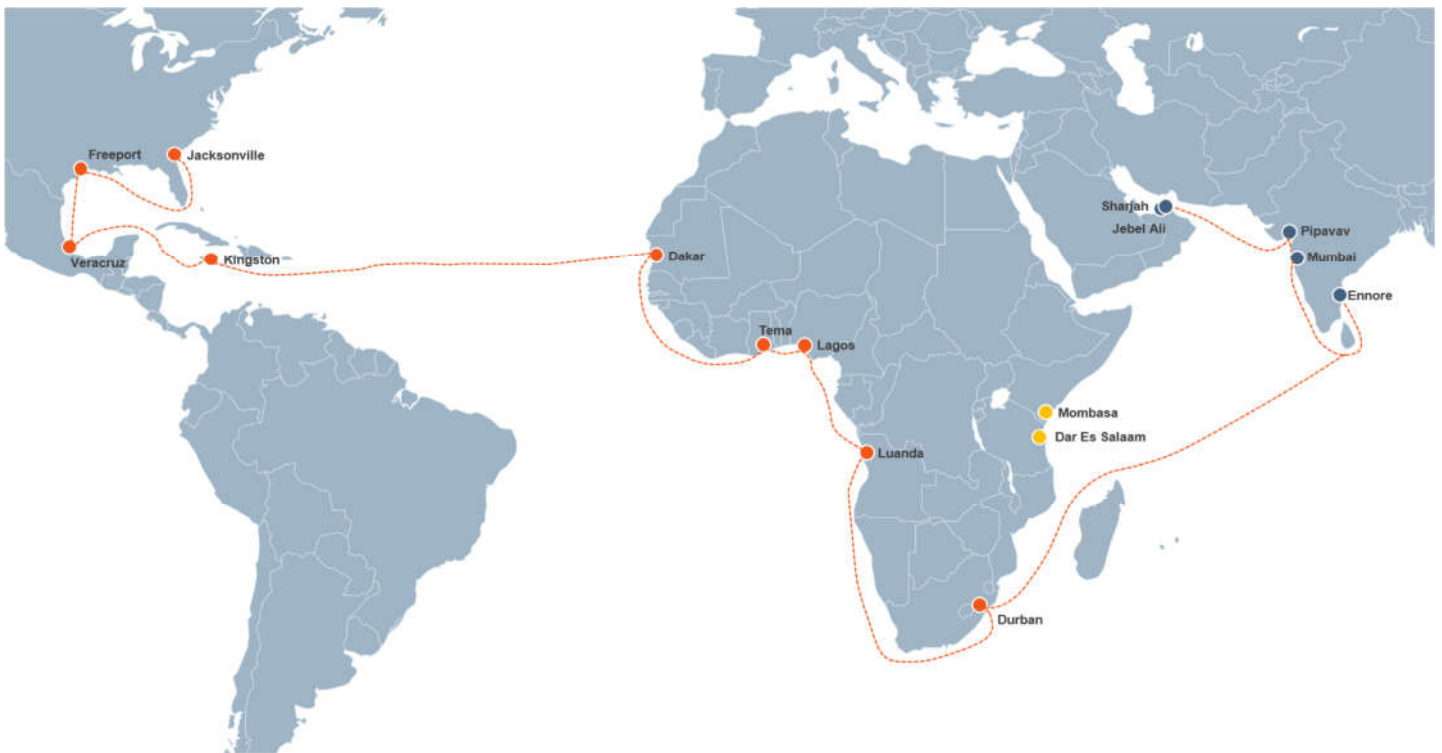 Freeport
Jacksonville
Veracruz
Kingston
Dakar
Tema
Lagos
Luanda
Durban
Mombasa
Dar Es Salaam
Sharjah
Jebel Ali
Pipavav
Mumbai
Ennore